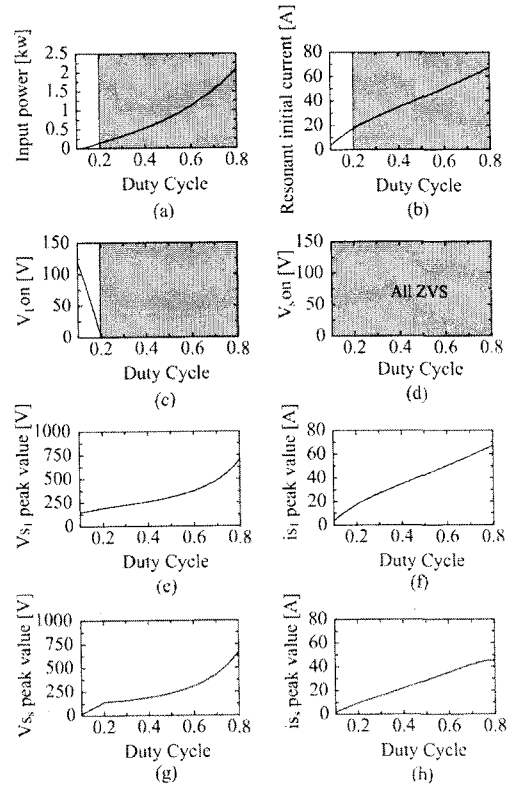 Input power [kw]
2.5
2
1.5
1
0.5
0
0.2 0.4 0.6 0.8
Duty Cycle
(a)
Resonant initial current [A]
80
60
40
20
0
0.2 0.4 0.6 0.8
Duty Cycle
(b)
V1on [V]
150
100
50
0
0.2 0.4 0.6 0.8
Duty Cycle
(c)
Vson [V]
150
100
50
0
All ZVS
0.2 0.4 0.6 0.8
Duty Cycle
(d)
Vs1 peak value [V]
1000
750
500
250
0
0.2 0.4 0.6 0.8
Duty Cycle
(e)
is1 peak value [A]
80
60
40
20
0
0.2 0.4 0.6 0.8
Duty Cycle
(f)
Vss peak value [V]
1000
750
500
250
0
0.2 0.4 0.6 0.8
Duty Cycle
(g)
iss peak value [A]
80
60
40
20
0
0.2 0.4 0.6 0.8
Duty Cycle
(h)